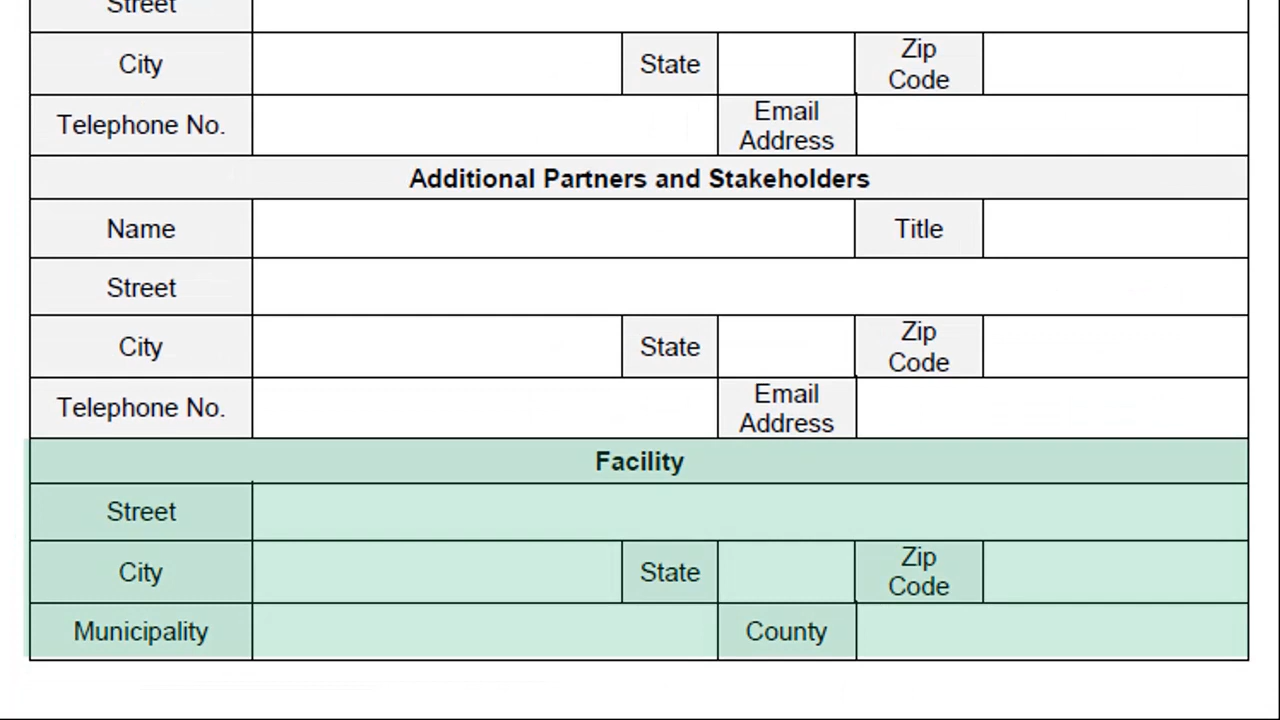 Street
City State Zip Code
Telephone No. Email Address
Additional Partners and Stakeholders
Name Title
Street
City State Zip Code
Telephone No. Email Address
Facility
Street
City State Zip Code
Municipality County